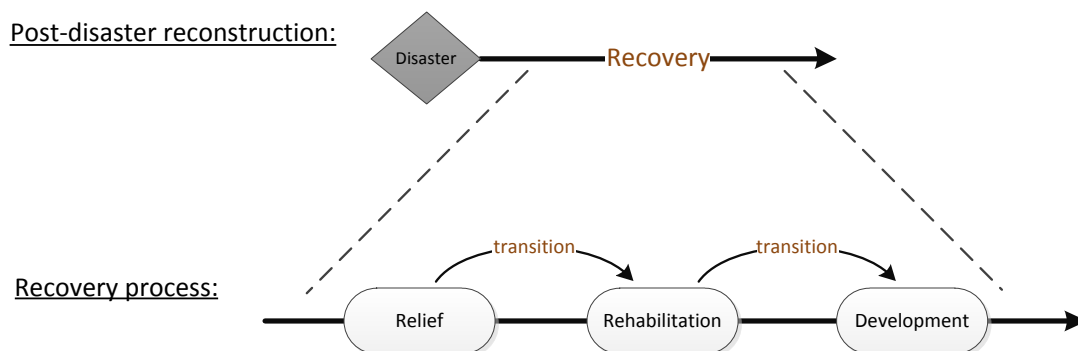 Post-disaster reconstruction:
Disaster
Recovery
transition
transition
Recovery process:
Relief
Rehabilitation
Development